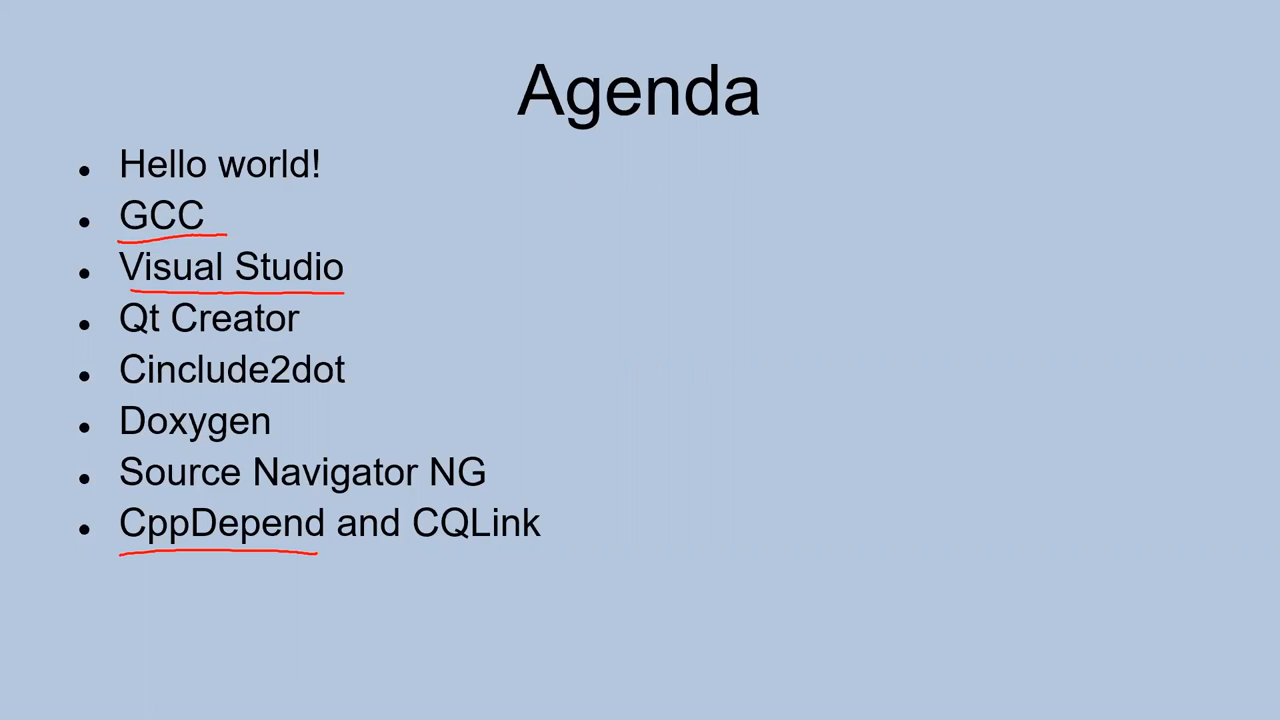 Agenda
Hello world!
GCC
Visual Studio
Qt Creator
Cinclude2dot
Doxygen
Source Navigator NG
CppDepend and CQLink